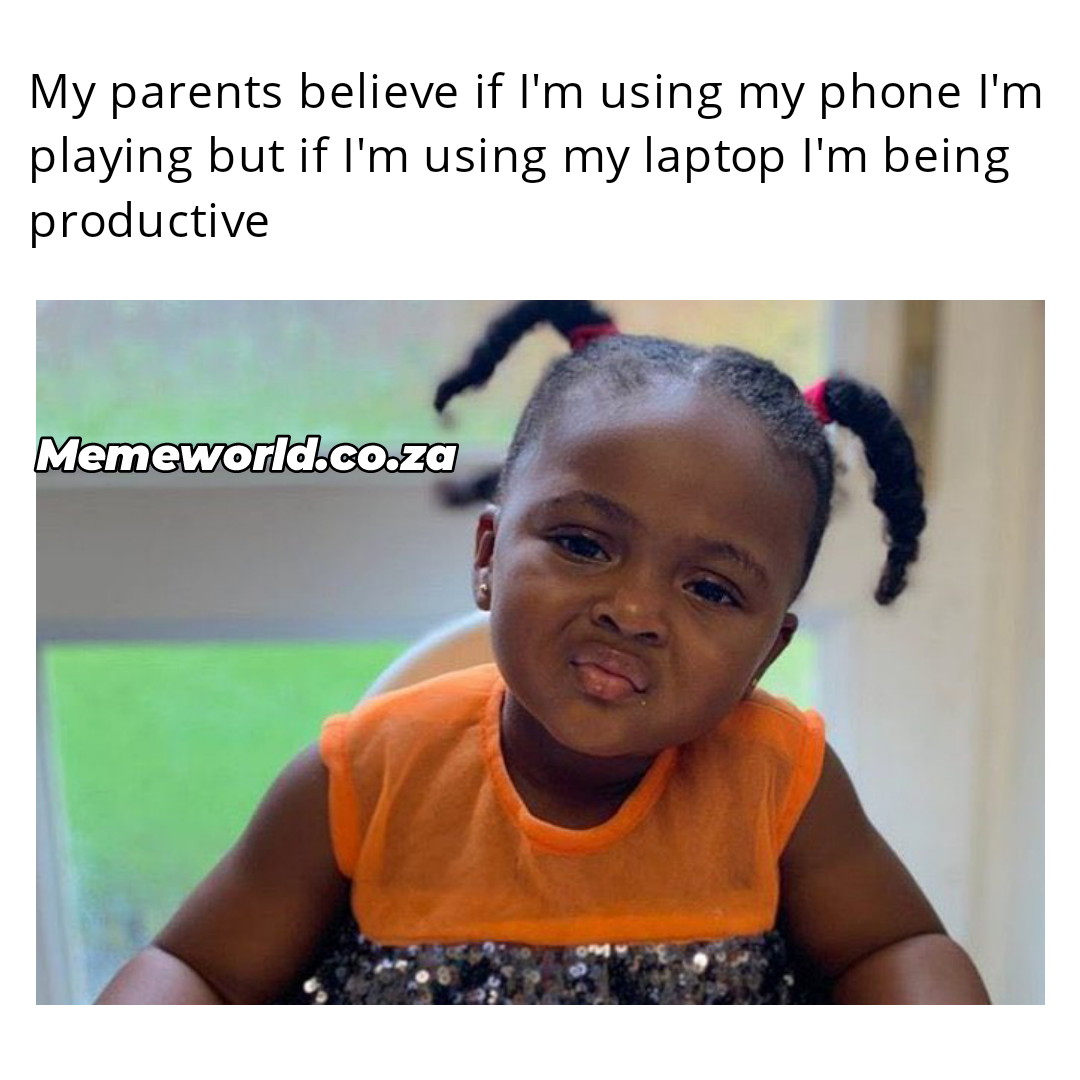 My parents believe if I'm using my phone I'm
playing but if I'm using my laptop I'm being
productive
Memeworld.co.za